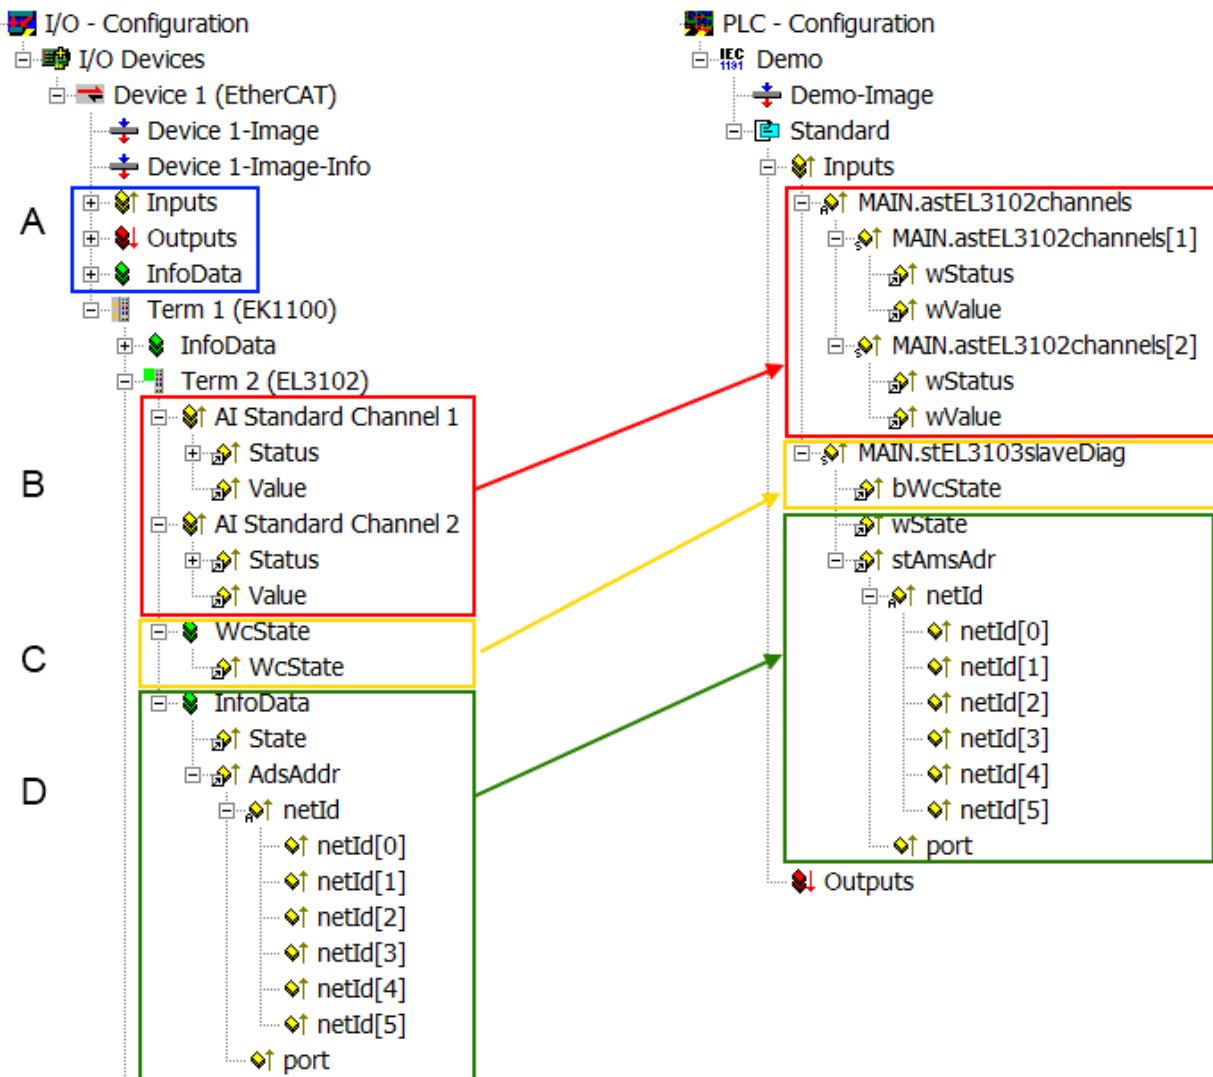 I/O - Configuration
I/O Devices
Device 1 (EtherCAT)
Device 1-Image
Device 1-Image-Info
A
Inputs
Outputs
InfoData
Term 1 (EK1100)
InfoData
Term 2 (EL3102)
B
AI Standard Channel 1
Status
Value
AI Standard Channel 2
Status
Value
C
WcState
WcState
D
InfoData
State
AdsAddr
netId
netId[0]
netId[1]
netId[2]
netId[3]
netId[4]
netId[5]
port
PLC - Configuration
IEC
1131
Demo
Demo-Image
Standard
Inputs
MAIN.astEL3102channels
MAIN.astEL3102channels[1]
wStatus
wValue
MAIN.astEL3102channels[2]
wStatus
wValue
MAIN.stEL3103slaveDiag
bWcState
wState
stAmsAdr
netId
netId[0]
netId[1]
netId[2]
netId[3]
netId[4]
netId[5]
port
Outputs